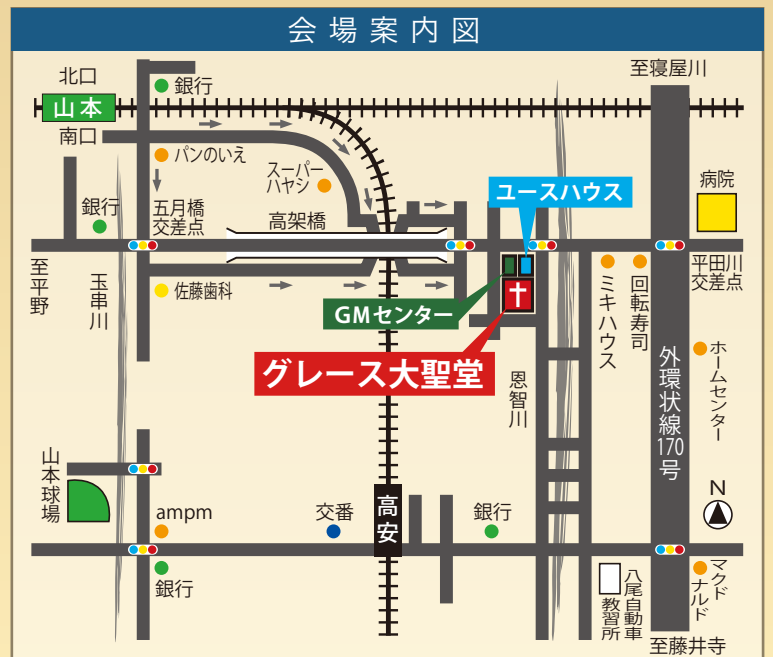 会場案内図
北口
銀行
至寝屋川
山本
南口
パンのいえ
スーパー
ハヤシ
ユースハウス
病院
銀行
五月橋
交差点
高架橋
至平野
玉串川
佐藤歯科
平田川
交差点
ミキハウス
回転寿司
GMセンター
グレース大聖堂
恩智川
外環状線170号
ホームセンター
山本球場
N
ampm
交番
高安
銀行
銀行
八尾自動車
教習所
マクド
ナルド
至藤井寺